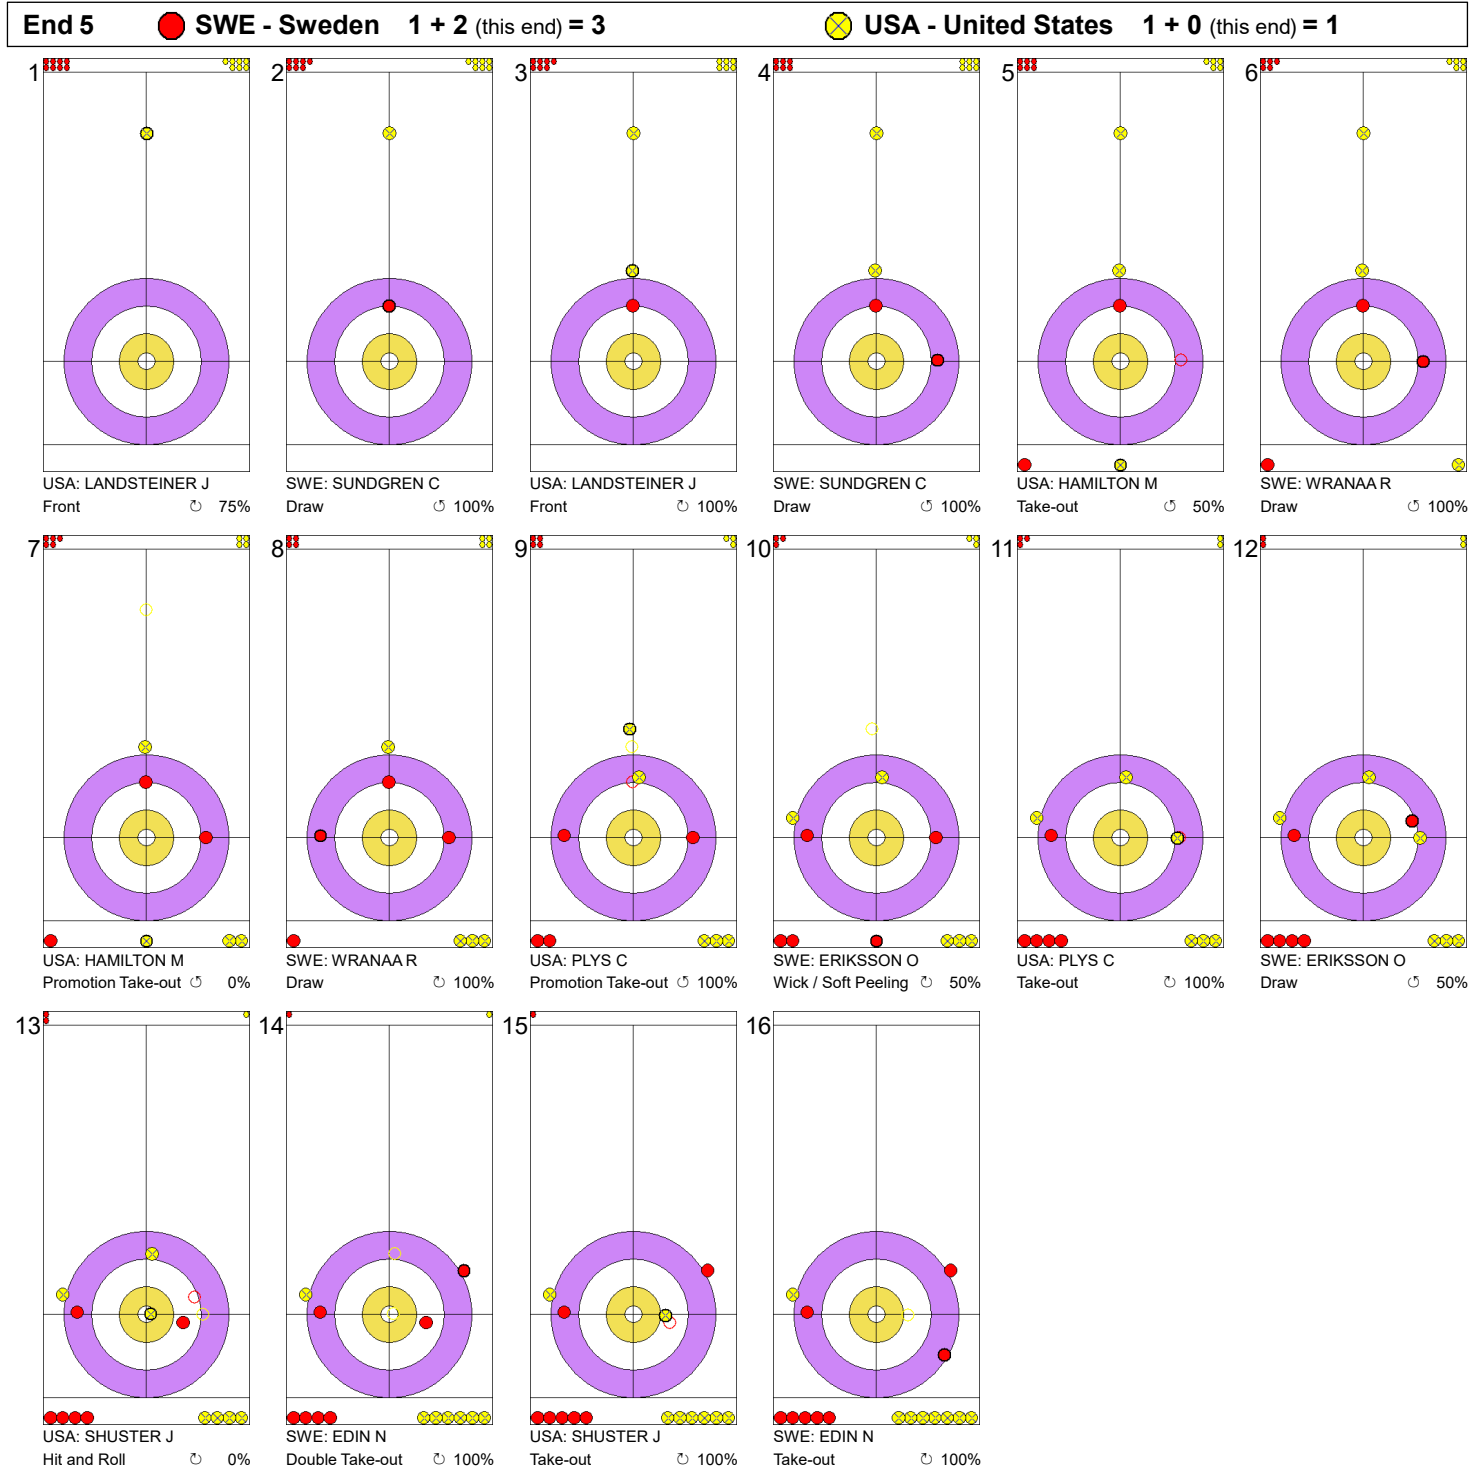 End 5 SWE - Sweden 1 + 2 (this end) = 3 USA - United States 1 + 0 (this end) = 1
1 2 3 4 5 6
USA: LANDSTEINER J SWE: SUNDGREN C USA: LANDSTEINER J SWE: SUNDGREN C USA: HAMILTON M SWE: WRANAA R
Front ↻ 75% Draw ↺ 100% Front ↻ 100% Draw ↺ 100% Take-out ↺ 50% Draw ↻ 100%
7 8 9 10 11 12
USA: HAMILTON M SWE: WRANAA R USA: PLYS C SWE: ERIKSSON O USA: PLYS C SWE: ERIKSSON O
Promotion Take-out ↺ 0% Draw ↻ 100% Promotion Take-out ↺ 100% Wick / Soft Peeling ↻ 50% Take-out ↻ 100% Draw ↺ 50%
13 14 15 16
USA: SHUSTER J SWE: EDIN N USA: SHUSTER J SWE: EDIN N
Hit and Roll ↻ 0% Double Take-out ↺ 100% Take-out ↻ 100% Take-out ↻ 100%